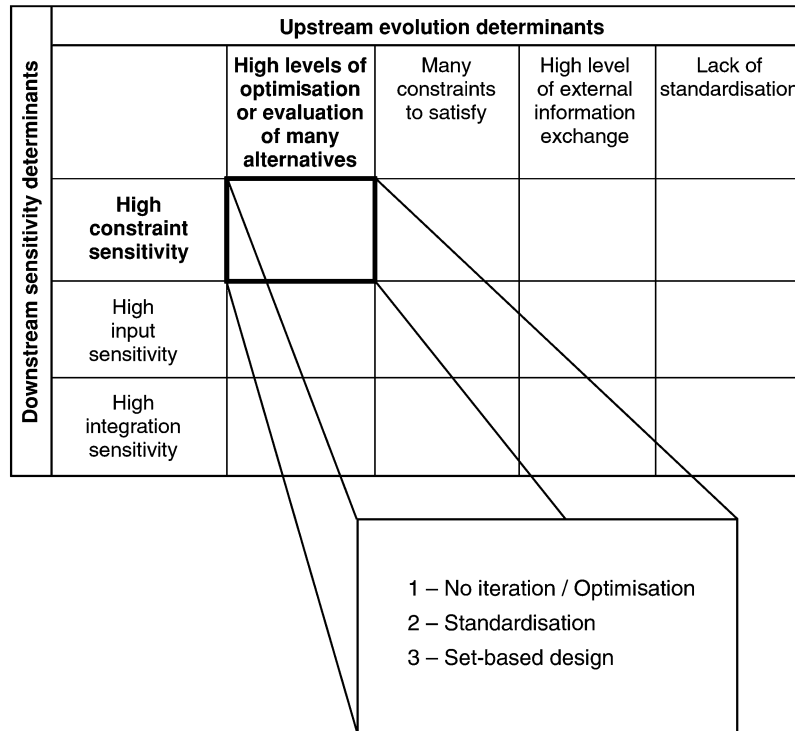 Upstream evolution determinants
Downstream sensitivity determinants
High levels of
optimisation
or evaluation
of many
alternatives
Many
constraints
to satisfy
High level
of external
information
exchange
Lack of
standardisation
High
constraint
sensitivity
High
input
sensitivity
High
integration
sensitivity
1 – No iteration / Optimisation
2 – Standardisation
3 – Set-based design